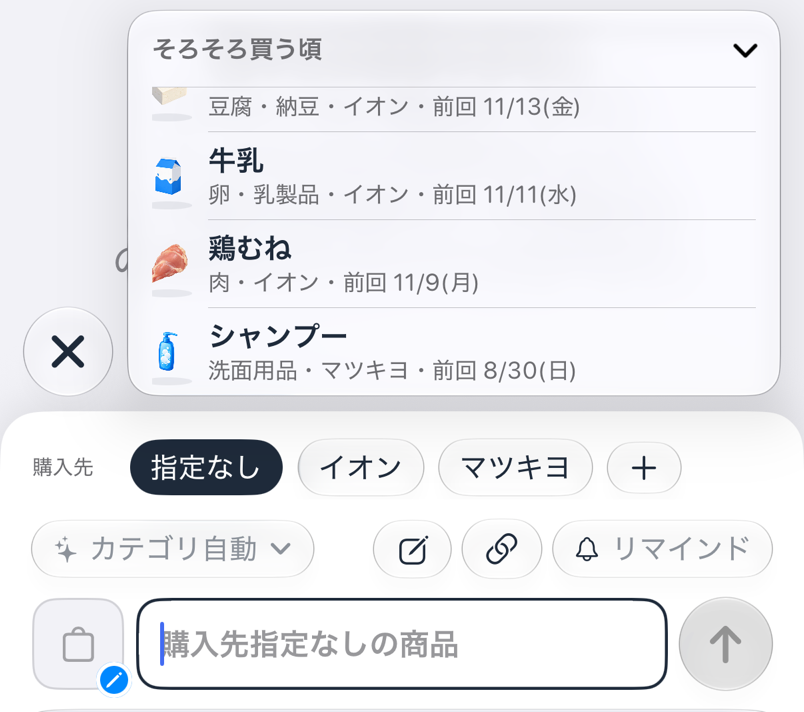 そろそろ買う頃
豆腐・納豆・イオン・前回 11/13(金)
牛乳
卵・乳製品・イオン・前回 11/11(水)
鶏むね
肉・イオン・前回 11/9(月)
シャンプー
洗面用品・マツキヨ・前回 8/30(日)
購入先 指定なし イオン マツキヨ +
カテゴリ自動 リマインド
購入先指定なしの商品